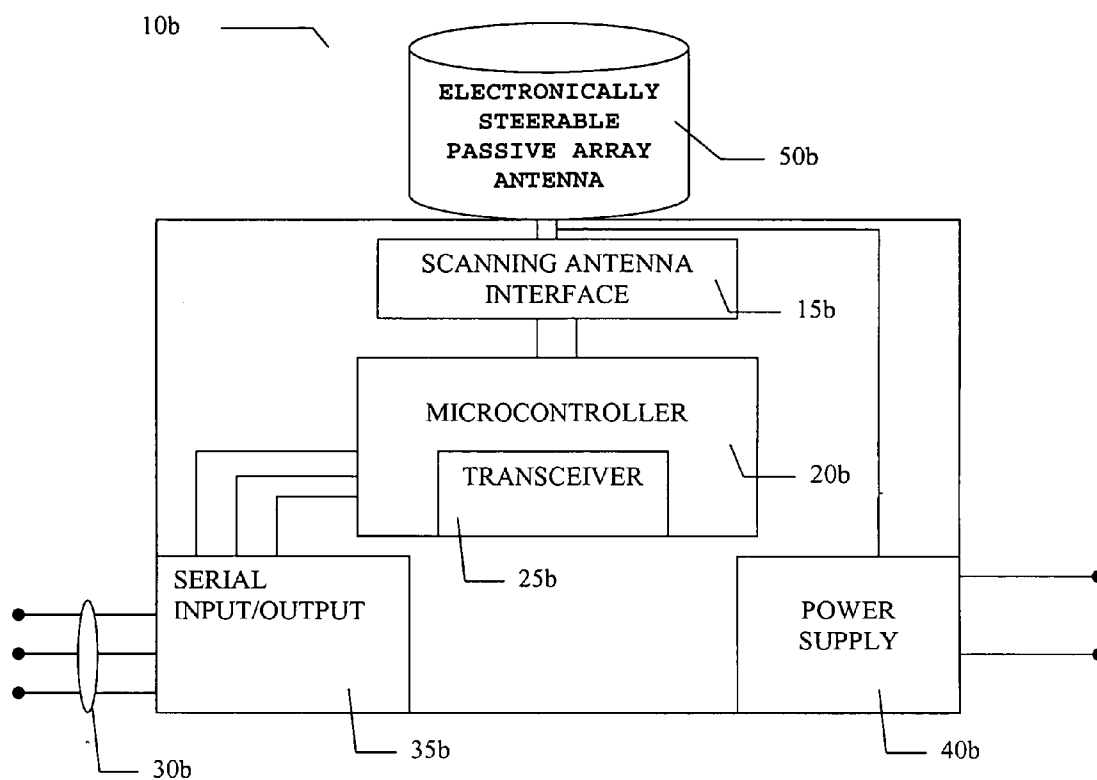 10b
ELECTRONICALLY
STEERABLE
PASSIVE ARRAY
ANTENNA
50b
SCANNING ANTENNA
INTERFACE
15b
MICROCONTROLLER
TRANSCEIVER
20b
25b
SERIAL
INPUT/OUTPUT
POWER
SUPPLY
30b
35b
40b